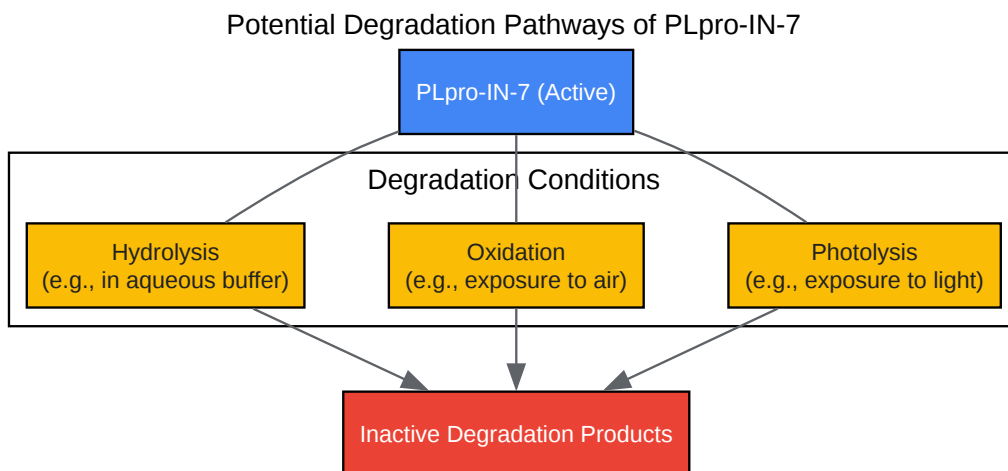 Potential Degradation Pathways of PLpro-IN-7
PLpro-IN-7 (Active)
Degradation Conditions
Hydrolysis
(e.g., in aqueous buffer)
Oxidation
(e.g., exposure to air)
Photolysis
(e.g., exposure to light)
Inactive Degradation Products